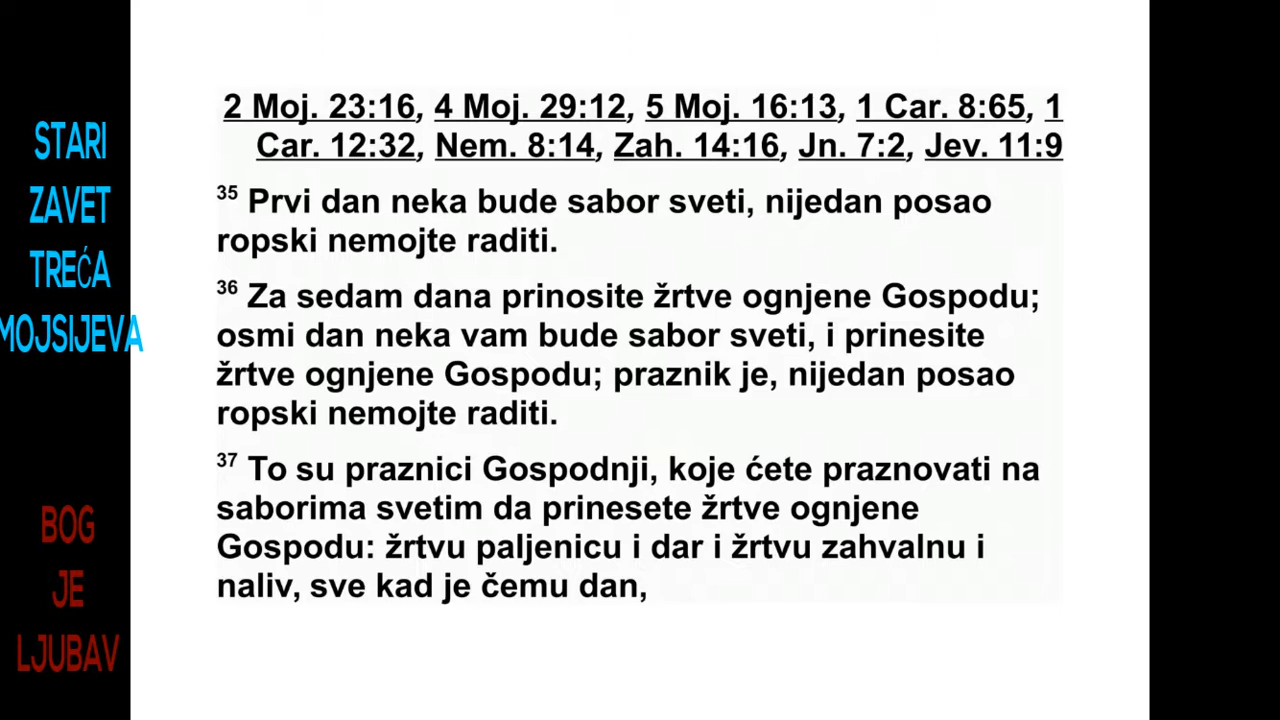 STARI
ZAVET
TREĆA
MOJSIJEVA
BOG
JE
LJUBAV
2 Moj. 23:16, 4 Moj. 29:12, 5 Moj. 16:13, 1 Car. 8:65, 1
Car. 12:32, Nem. 8:14, Zah. 14:16, Jn. 7:2, Jev. 11:9
35 Prvi dan neka bude sabor sveti, nijedan posao
ropski nemojte raditi.
36 Za sedam dana prinosite žrtve ognjene Gospodu;
osmi dan neka vam bude sabor sveti, i prinesite
žrtve ognjene Gospodu; praznik je, nijedan posao
ropski nemojte raditi.
37 To su praznici Gospodnji, koje ćete praznovati na
saborima svetim da prinesete žrtve ognjene
Gospodu: žrtvu paljenicu i dar i žrtvu zahvalnu i
naliv, sve kad je čemu dan,